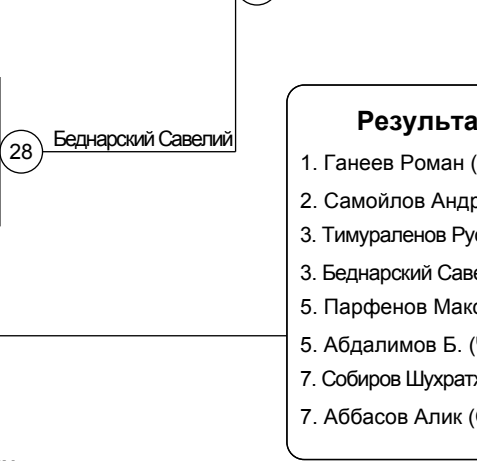 28
Беднарский Савелий
Результа
1. Ганеев Роман (
2. Самойлов Андр
3. Тимураленов Рус
3. Беднарский Саве
5. Парфенов Макс
5. Абдалимов Б. (
7. Собиров Шухрат
7. Аббасов Алик (